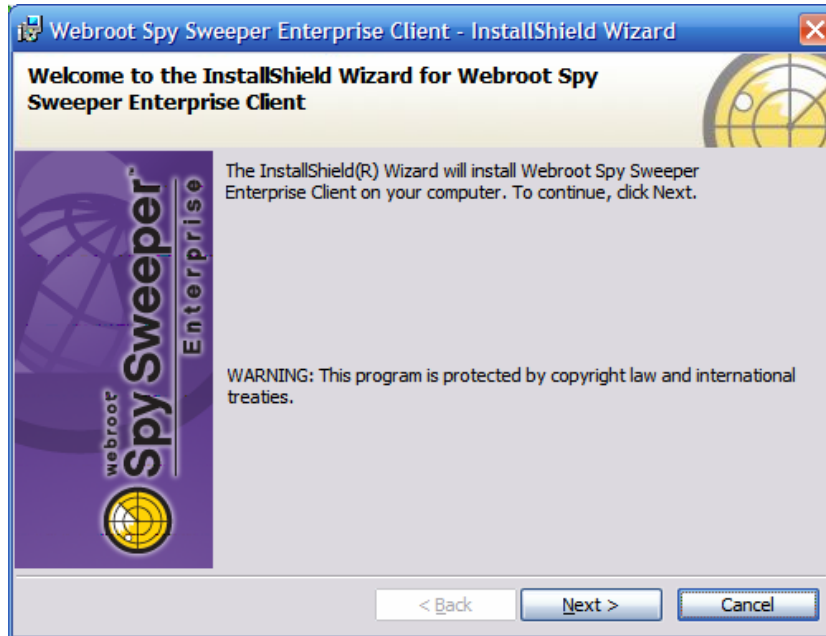 Webroot Spy Sweeper Enterprise Client - InstallShield Wizard
Welcome to the InstallShield Wizard for Webroot Spy
Sweeper Enterprise Client
The InstallShield(R) Wizard will install Webroot Spy Sweeper
Enterprise Client on your computer. To continue, click Next.
WARNING: This program is protected by copyright law and international
treaties.
webroot
Spy Sweeper™
Enterprise
< Back
Next >
Cancel